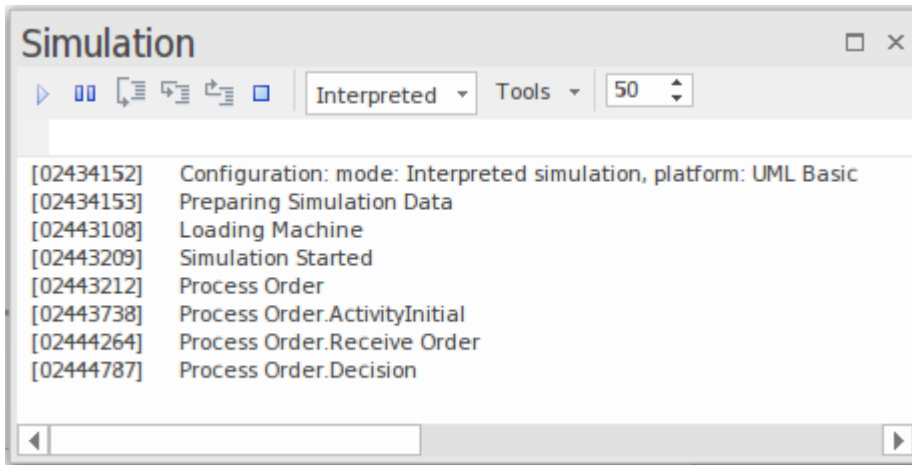 Simulation
Interpreted Tools 50
[02434152] Configuration: mode: Interpreted simulation, platform: UML Basic
[02434153] Preparing Simulation Data
[02443108] Loading Machine
[02443209] Simulation Started
[02443212] Process Order
[02443738] Process Order.ActivityInitial
[02444264] Process Order.Receive Order
[02444787] Process Order.Decision